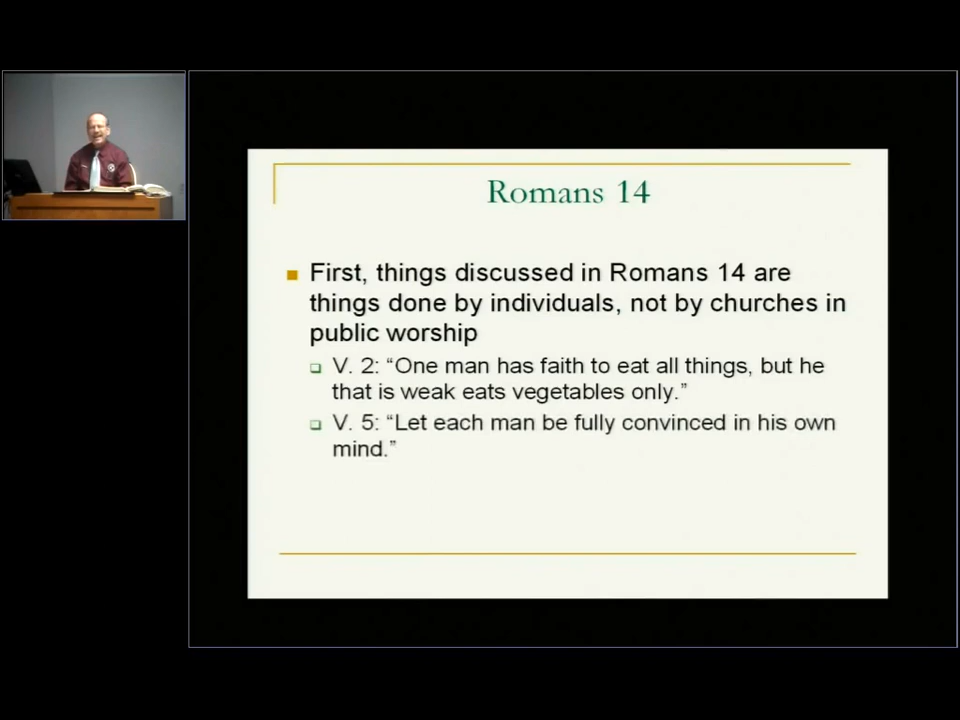 Romans 14
First, things discussed in Romans 14 are
things done by individuals, not by churches in
public worship
V. 2: “One man has faith to eat all things, but he
that is weak eats vegetables only.”
V. 5: “Let each man be fully convinced in his own
mind.”